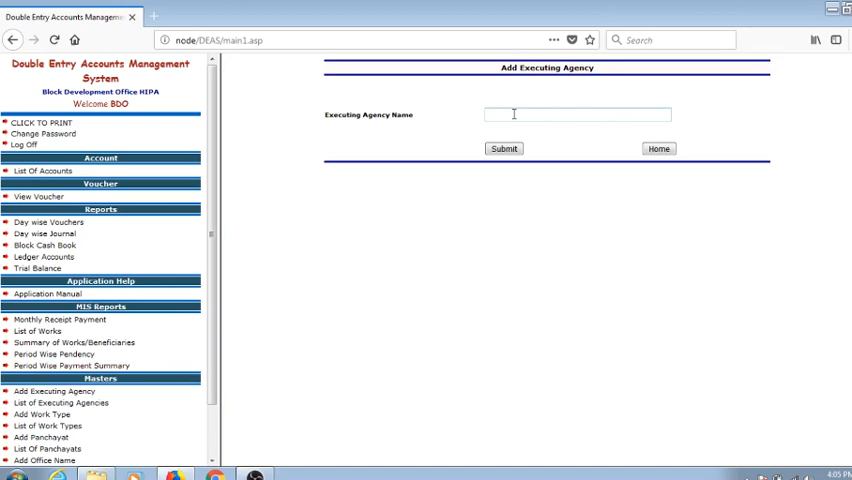 Double Entry Accounts Manageme
node/DEAS/main1.asp
Search
Double Entry Accounts Management
System
Block Development Office HIPA
Welcome BDO
CLICK TO PRINT
Change Password
Log Off
Account
List Of Accounts
Voucher
View Voucher
Reports
Day wise Vouchers
Day wise Journal
Block Cash Book
Ledger Accounts
Trial Balance
Application Help
Application Manual
MIS Reports
Monthly Receipt Payment
List of Works
Summary of Works/Beneficiaries
Period Wise Pendency
Period Wise Payment Summary
Masters
Add Executing Agency
List of Executing Agencies
Add Work Type
List of Work Types
Add Panchayat
List Of Panchayats
Add Office Name
Add Executing Agency
Executing Agency Name
Submit Home
4:05 PM